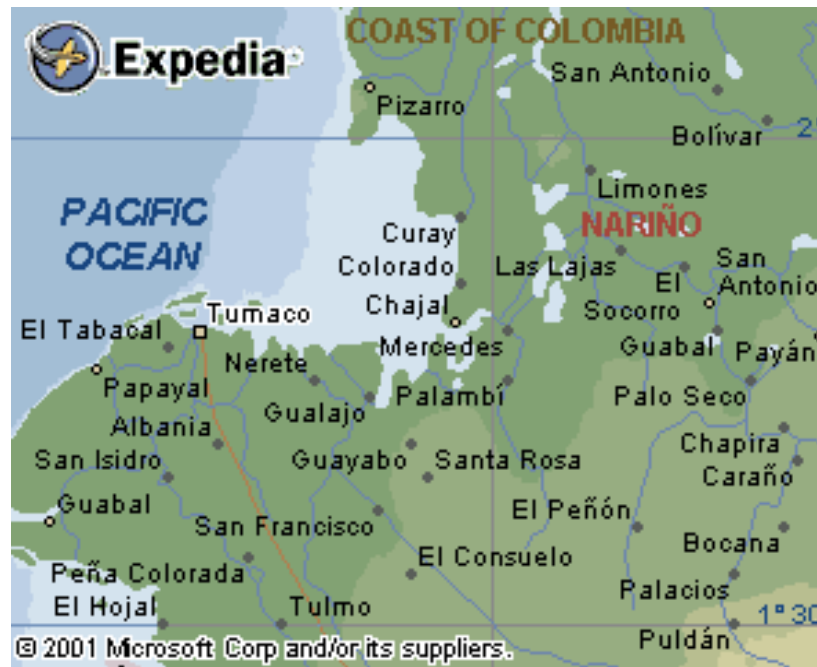 COAST OF COLOMBIA
Expedia
San Antonio
Pizarro
Bolívar
2°
Limones
PACIFIC
OCEAN
NARIÑO
Curay
Colorado
Las Lajas
San
Antonio
El
Socorro
Chajal
Tumaco
El Tabacal
Mercedes
Guabal
Payán
Nerete
Papayal
Gualajo
Palambí
Palo Seco
Albania
Chapira
San Isidro
Guayabo
Santa Rosa
Caraño
Guabal
San Francisco
El Peñón
Bocana
Peña Colorada
El Consuelo
Palacios
El Hojal
Tulmo
1°30
Puldán
© 2001 Microsoft Corp and/or its suppliers.